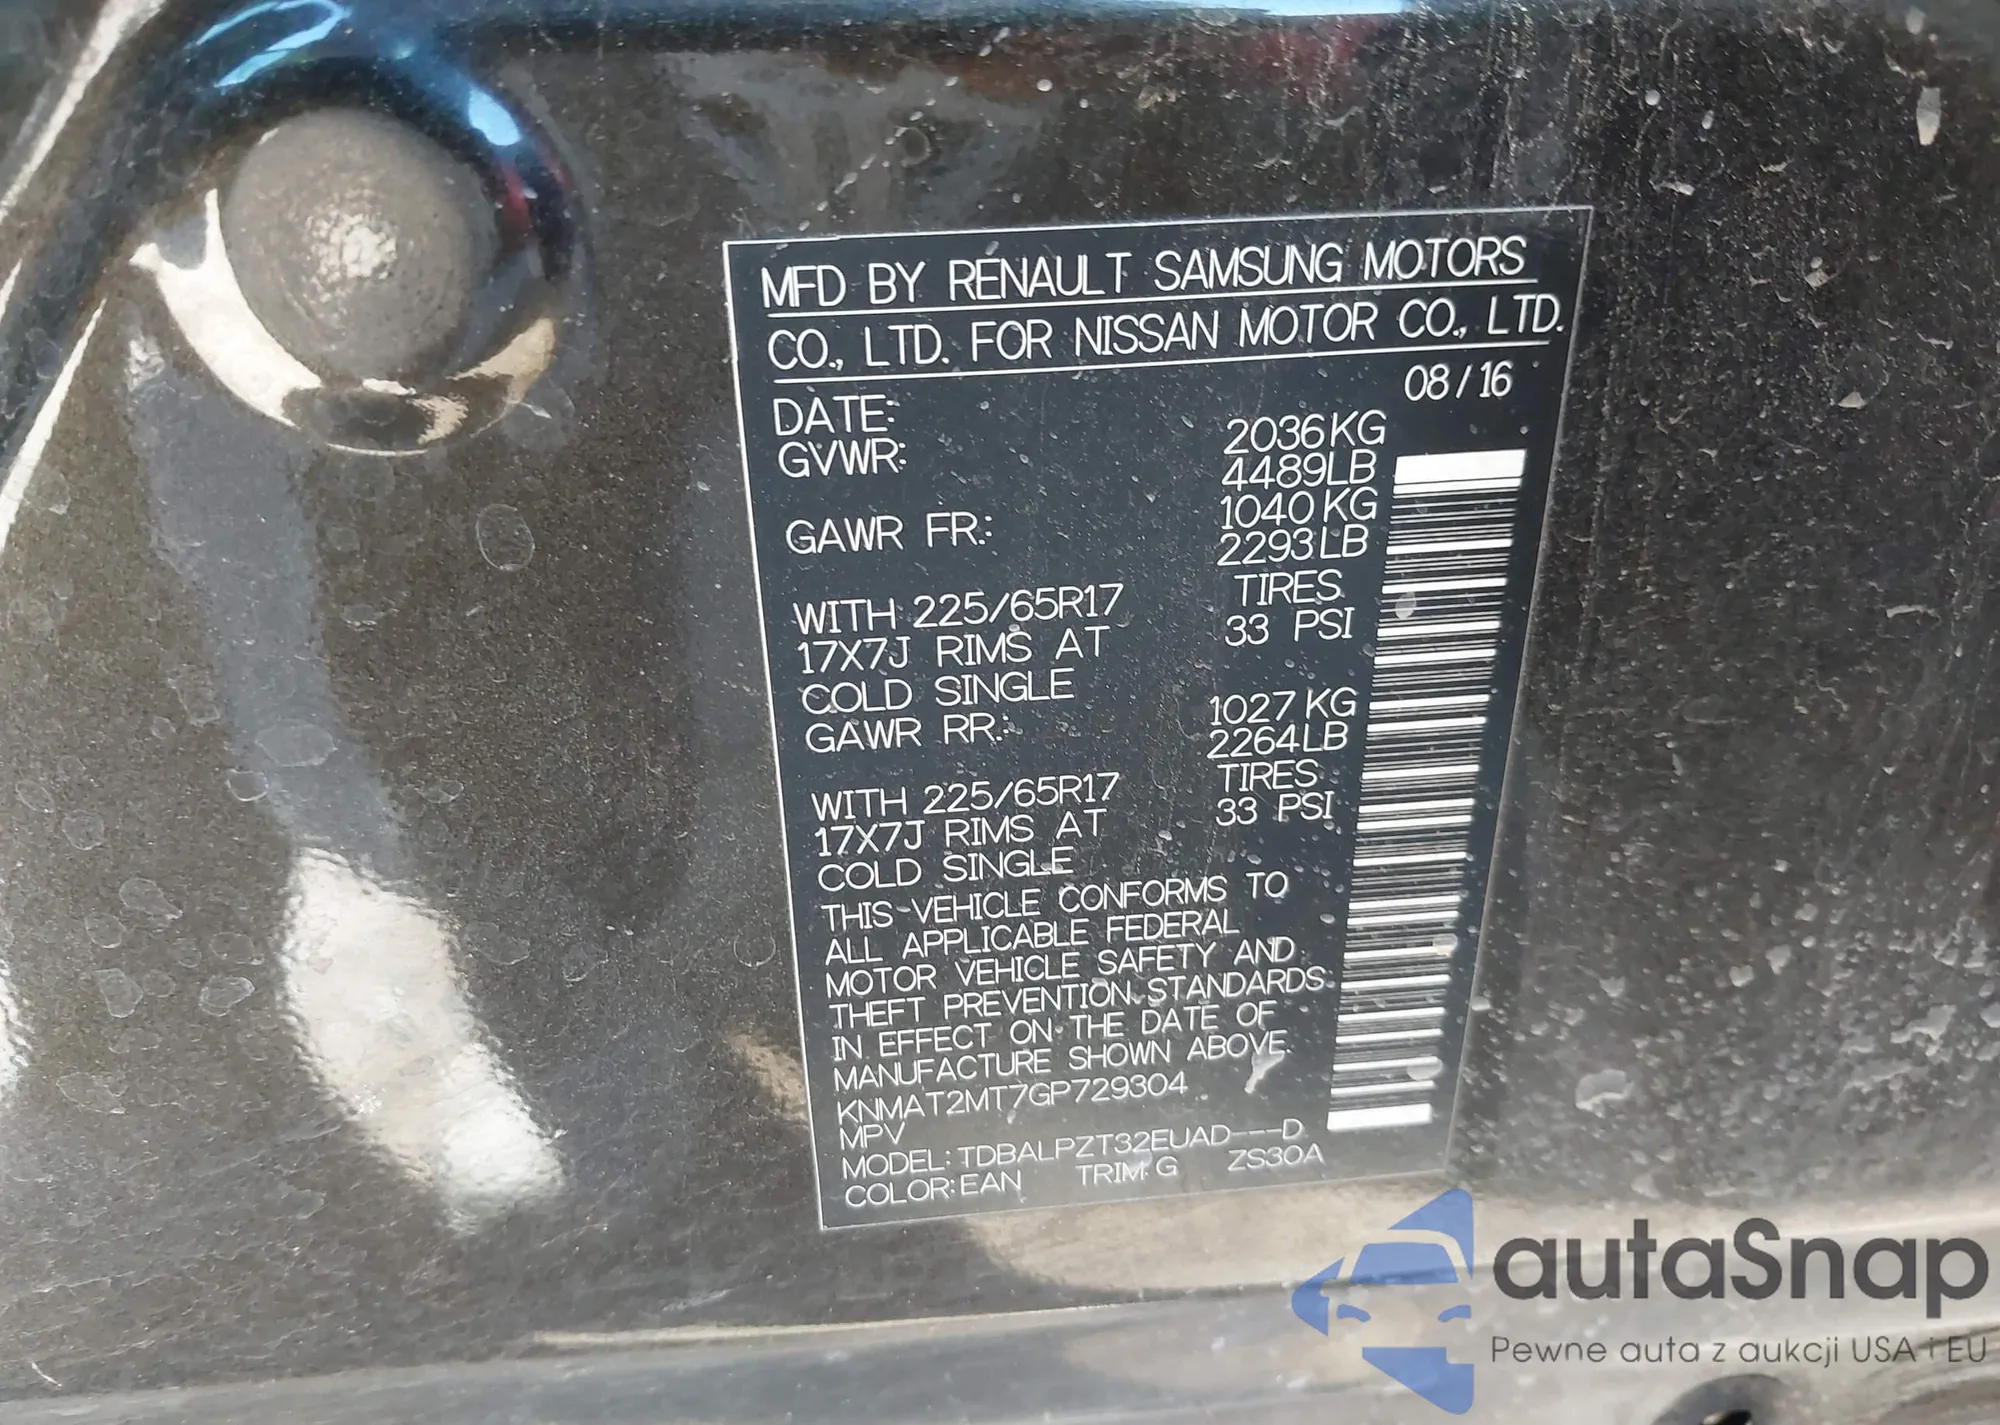 MFD BY RENAULT SAMSUNG MOTORS
CO., LTD. FOR NISSAN MOTOR CO., LTD.
DATE: 08/16
GVWR: 2036KG
4489LB
GAWR FR.: 1040KG
2293LB
WITH 225/65R17 TIRES
17X7J RIMS AT 33 PSI
COLD SINGLE
GAWR RR.: 1027KG
2264LB
WITH 225/65R17 TIRES
17X7J RIMS AT 33 PSI
COLD SINGLE
THIS VEHICLE CONFORMS TO
ALL APPLICABLE FEDERAL
MOTOR VEHICLE SAFETY AND
THEFT PREVENTION STANDARDS
IN EFFECT ON THE DATE OF
MANUFACTURE SHOWN ABOVE.
KNMAT2MT7GP729304
MPV
MODEL: TDBALPZT32EUAD---D
COLOR: EAN TRIM: G ZS30A
autaSnap
Pewne auta z aukcji USA i EU